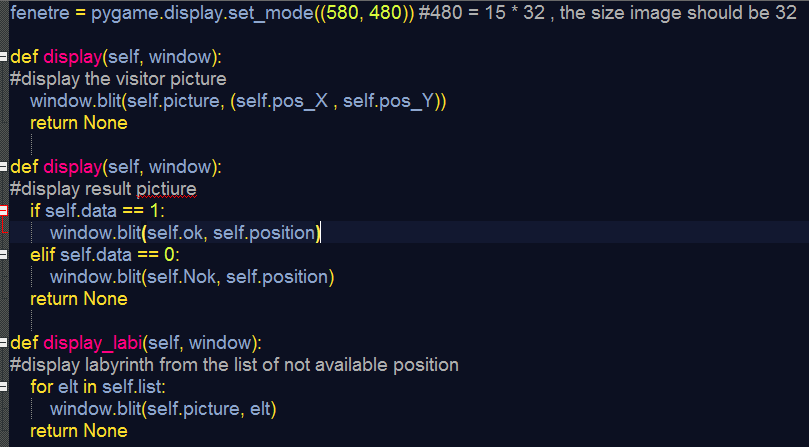 fenetre = pygame.display.set_mode((580, 480)) #480 = 15 * 32 , the size image should be 32
def display(self, window):
#display the visitor picture
window.blit(self.picture, (self.pos_X , self.pos_Y))
return None
def display(self, window):
#display result pictiure
if self.data == 1:
window.blit(self.ok, self.position)
elif self.data == 0:
window.blit(self.Nok, self.position)
return None
def display_labi(self, window):
#display labyrinth from the list of not available position
for elt in self.list:
window.blit(self.picture, elt)
return None